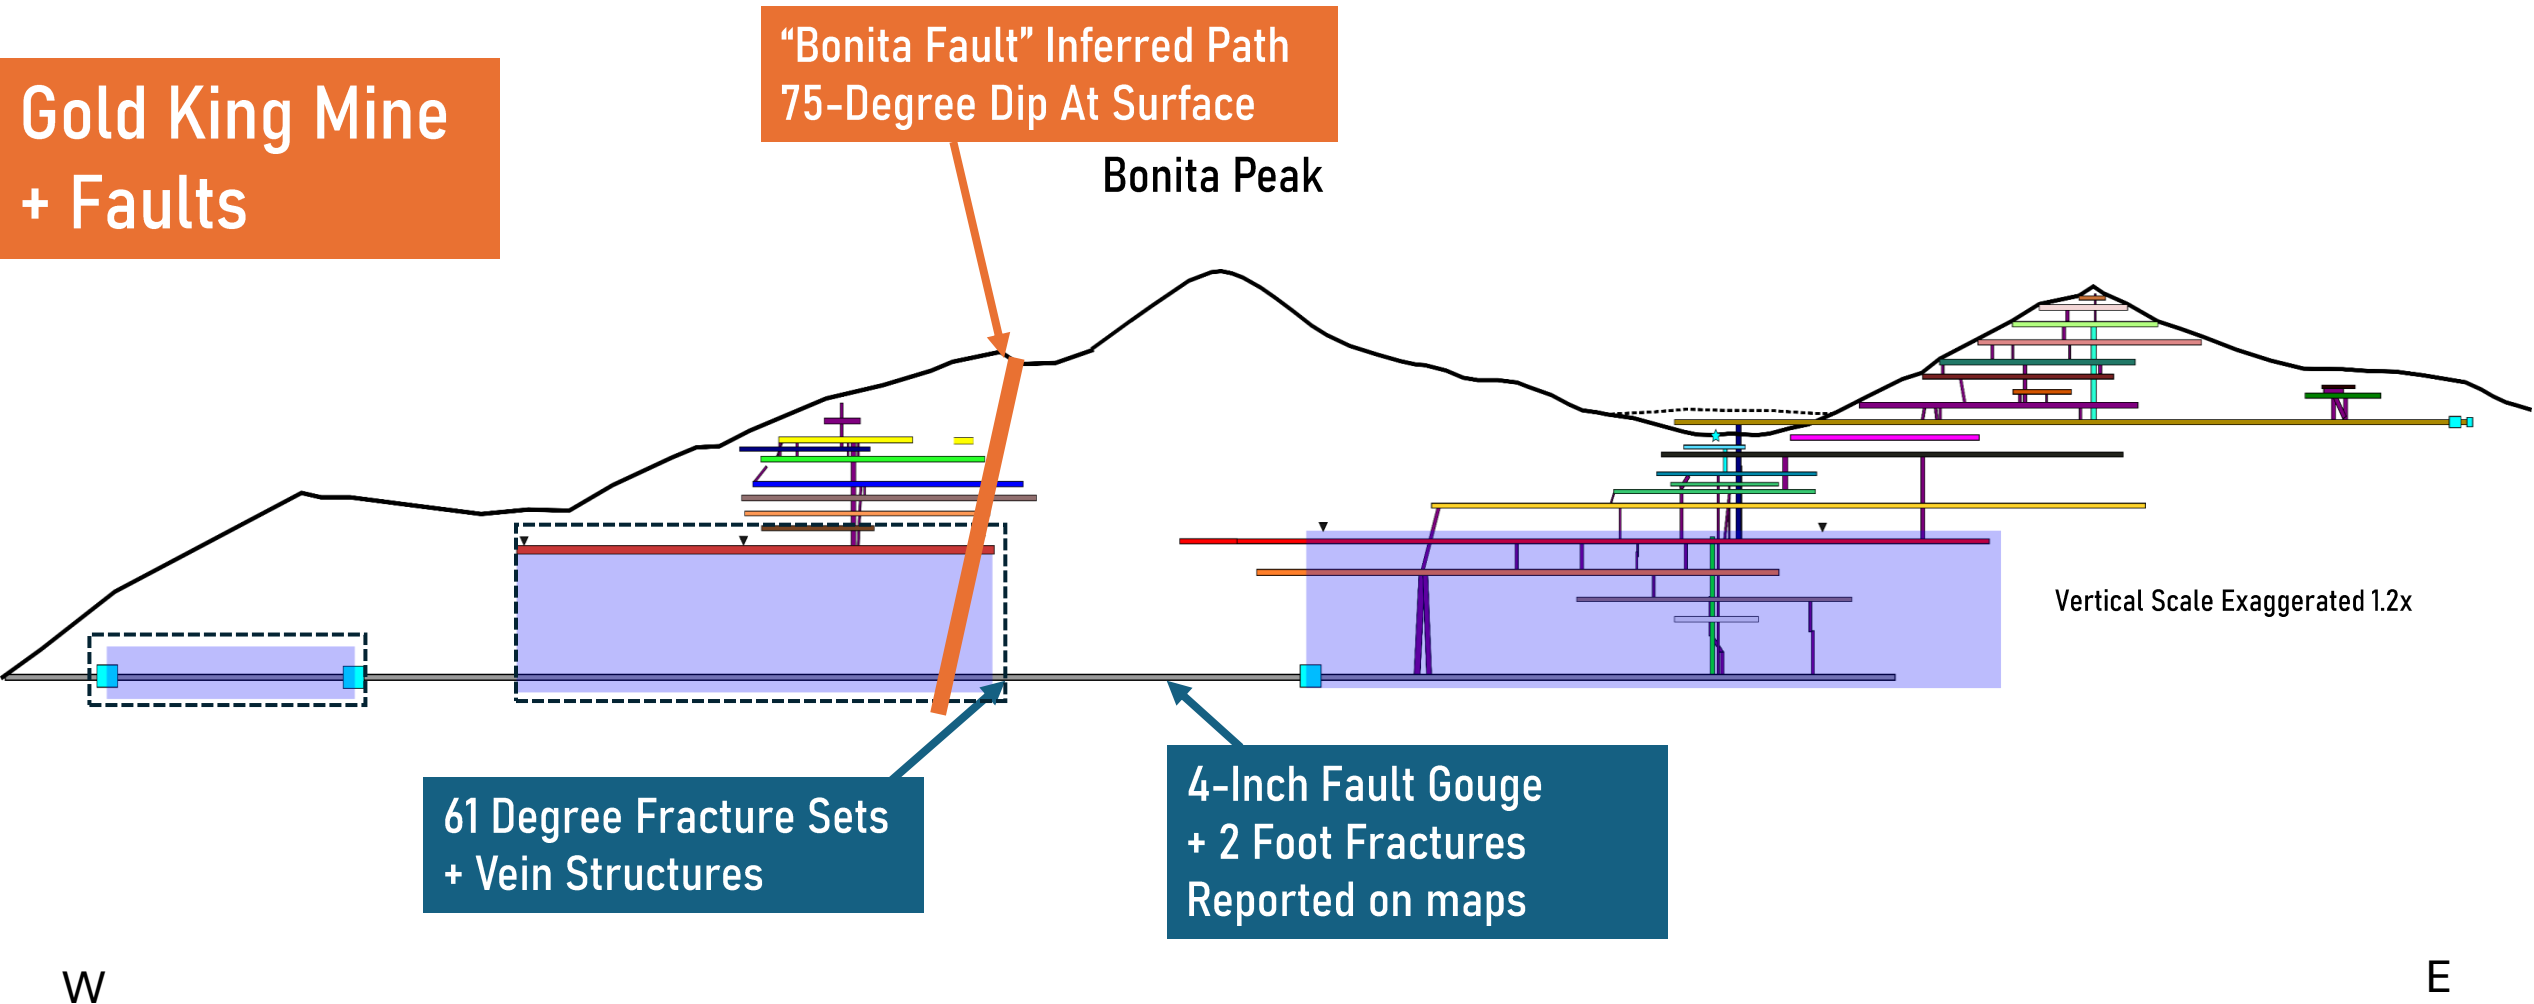 Gold King Mine
+ Faults
“Bonita Fault” Inferred Path
75-Degree Dip At Surface
Bonita Peak
Vertical Scale Exaggerated 1.2x
61 Degree Fracture Sets
+ Vein Structures
4-Inch Fault Gouge
+ 2 Foot Fractures
Reported on maps
W
E